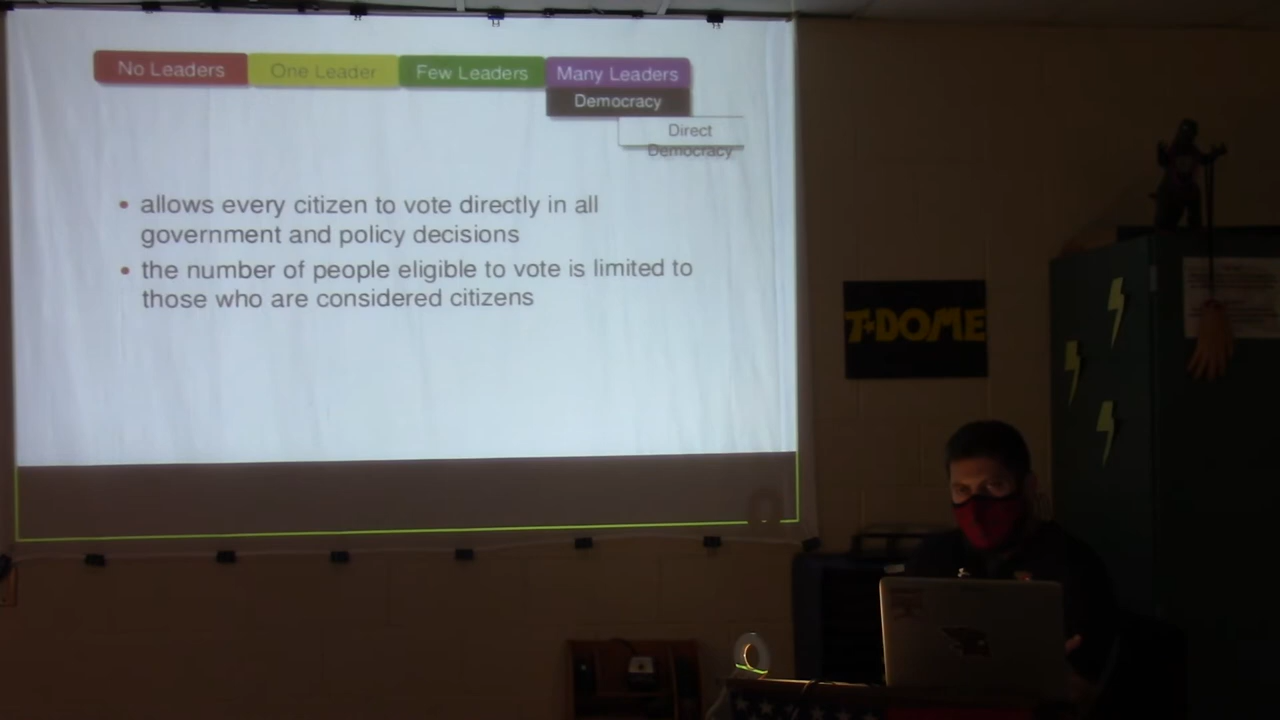 No Leaders One Leader Few Leaders Many Leaders
Democracy
Direct
Democracy
• allows every citizen to vote directly in all
government and policy decisions
• the number of people eligible to vote is limited to
those who are considered citizens
T-DOME